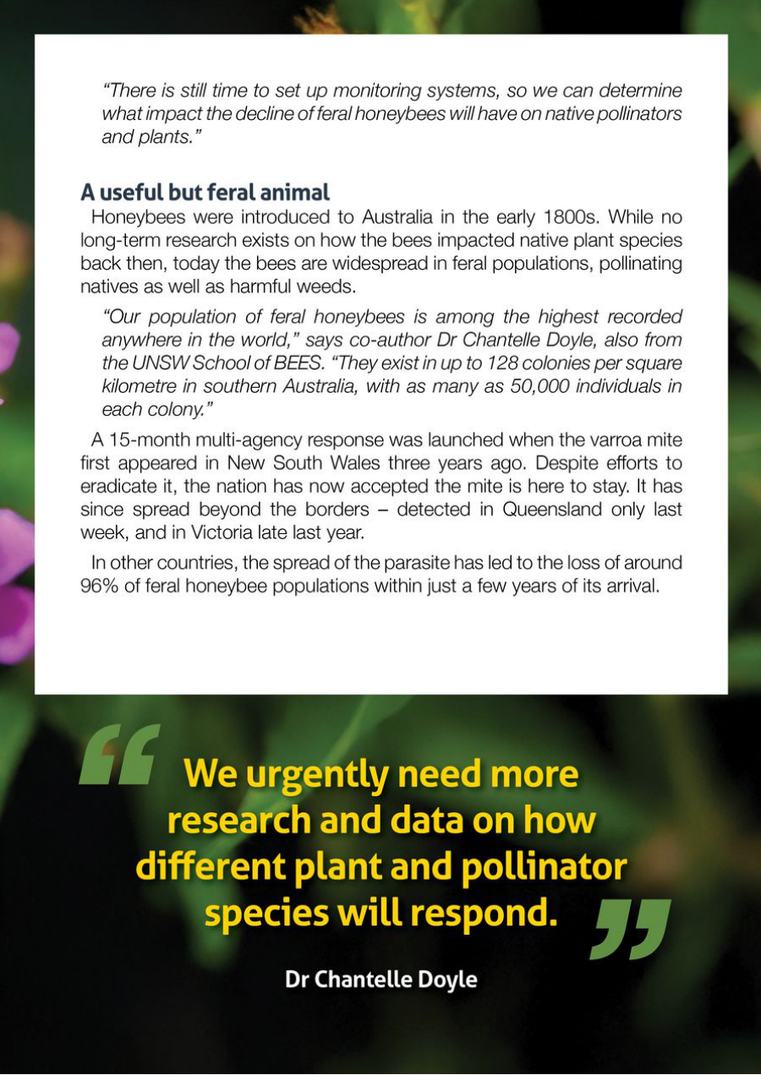 “There is still time to set up monitoring systems, so we can determine
what impact the decline of feral honeybees will have on native pollinators
and plants.”
A useful but feral animal
Honeybees were introduced to Australia in the early 1800s. While no
long-term research exists on how the bees impacted native plant species
back then, today the bees are widespread in feral populations, pollinating
natives as well as harmful weeds.
“Our population of feral honeybees is among the highest recorded
anywhere in the world,” says co-author Dr Chantelle Doyle, also from
the UNSW School of BEES. “They exist in up to 128 colonies per square
kilometre in southern Australia, with as many as 50,000 individuals in
each colony.”
A 15-month multi-agency response was launched when the varroa mite
first appeared in New South Wales three years ago. Despite efforts to
eradicate it, the nation has now accepted the mite is here to stay. It has
since spread beyond the borders – detected in Queensland only last
week, and in Victoria late last year.
In other countries, the spread of the parasite has led to the loss of around
96% of feral honeybee populations within just a few years of its arrival.
“We urgently need more
research and data on how
different plant and pollinator
species will respond.”
Dr Chantelle Doyle